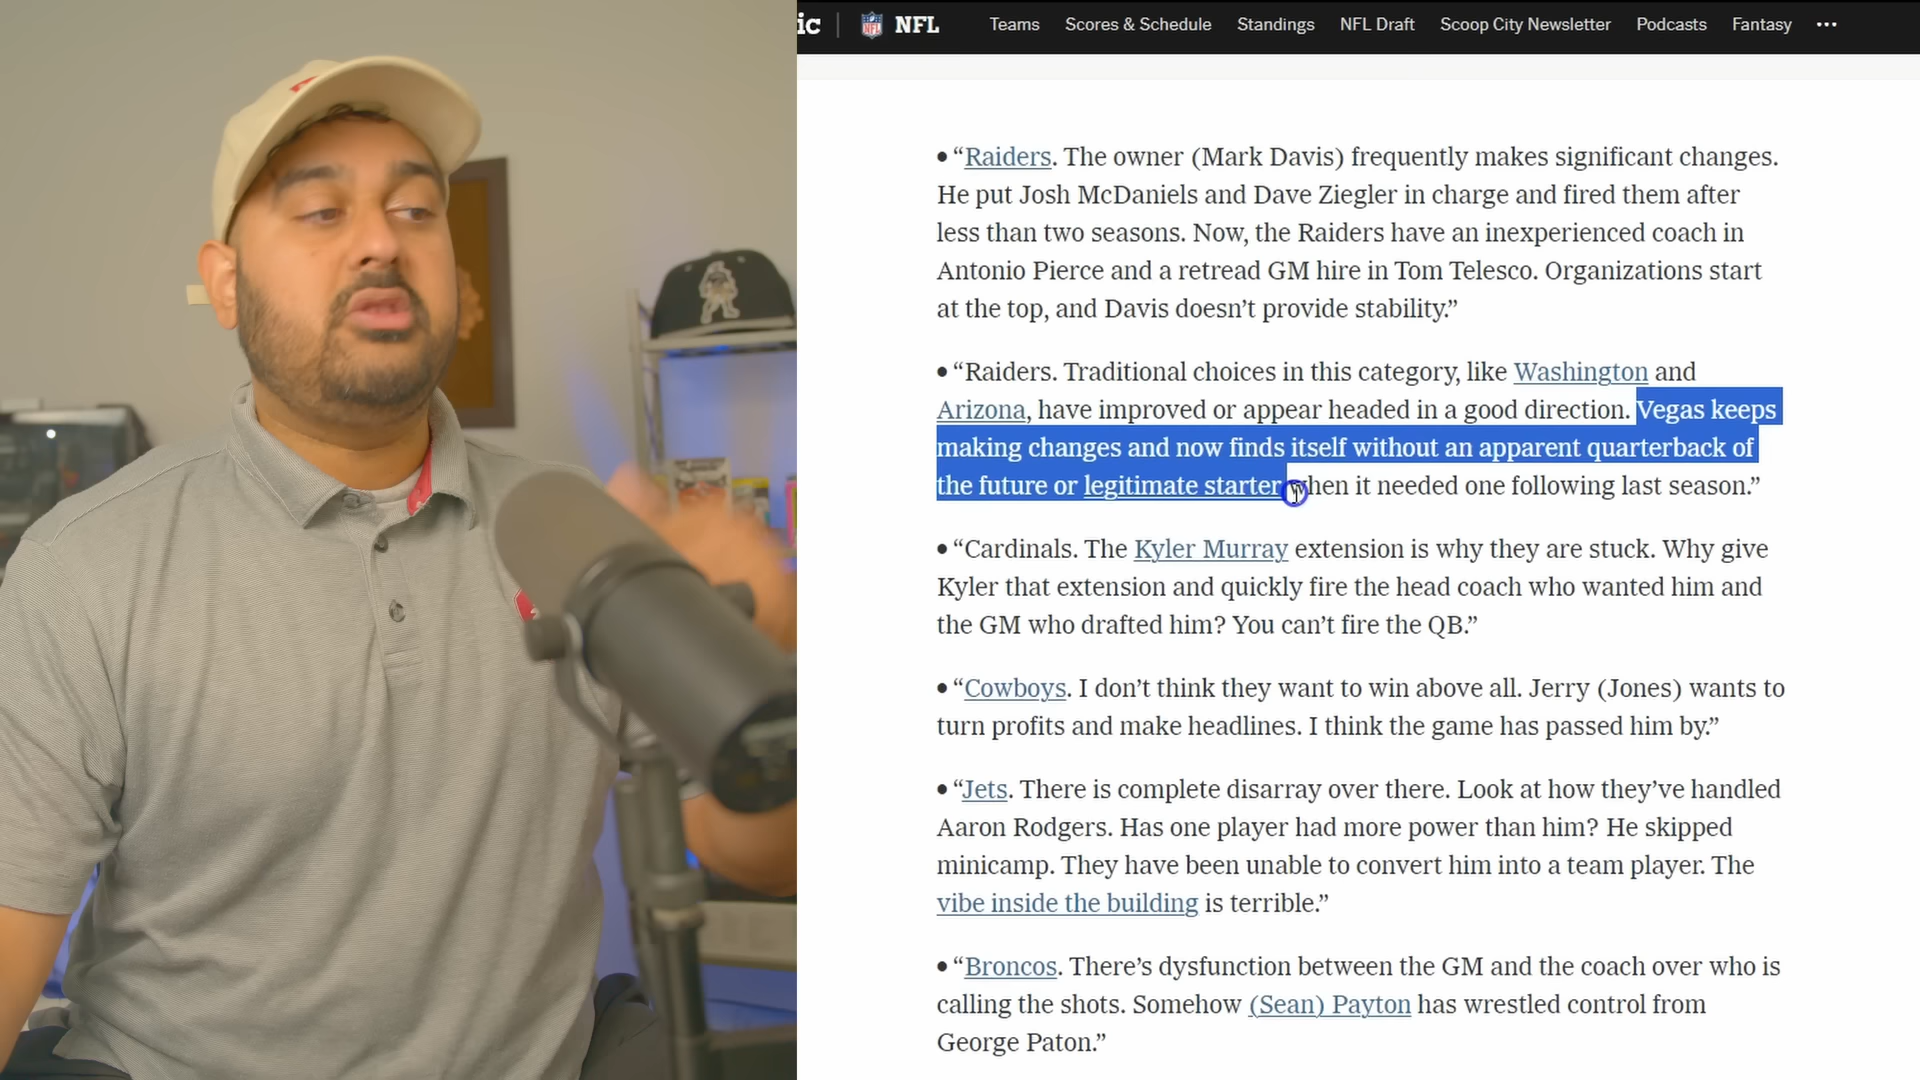 ic | NFL Teams Scores & Schedule Standings NFL Draft Scoop City Newsletter Podcasts Fantasy ...
• “Raiders. The owner (Mark Davis) frequently makes significant changes.
He put Josh McDaniels and Dave Ziegler in charge and fired them after
less than two seasons. Now, the Raiders have an inexperienced coach in
Antonio Pierce and a retread GM hire in Tom Telesco. Organizations start
at the top, and Davis doesn’t provide stability.”
• “Raiders. Traditional choices in this category, like Washington and
Arizona, have improved or appear headed in a good direction. Vegas keeps
making changes and now finds itself without an apparent quarterback of
the future or legitimate starter when it needed one following last season.”
• “Cardinals. The Kyler Murray extension is why they are stuck. Why give
Kyler that extension and quickly fire the head coach who wanted him and
the GM who drafted him? You can’t fire the QB.”
• “Cowboys. I don’t think they want to win above all. Jerry (Jones) wants to
turn profits and make headlines. I think the game has passed him by.”
• “Jets. There is complete disarray over there. Look at how they’ve handled
Aaron Rodgers. Has one player had more power than him? He skipped
minicamp. They have been unable to convert him into a team player. The
vibe inside the building is terrible.”
• “Broncos. There’s dysfunction between the GM and the coach over who is
calling the shots. Somehow (Sean) Payton has wrestled control from
George Paton.”